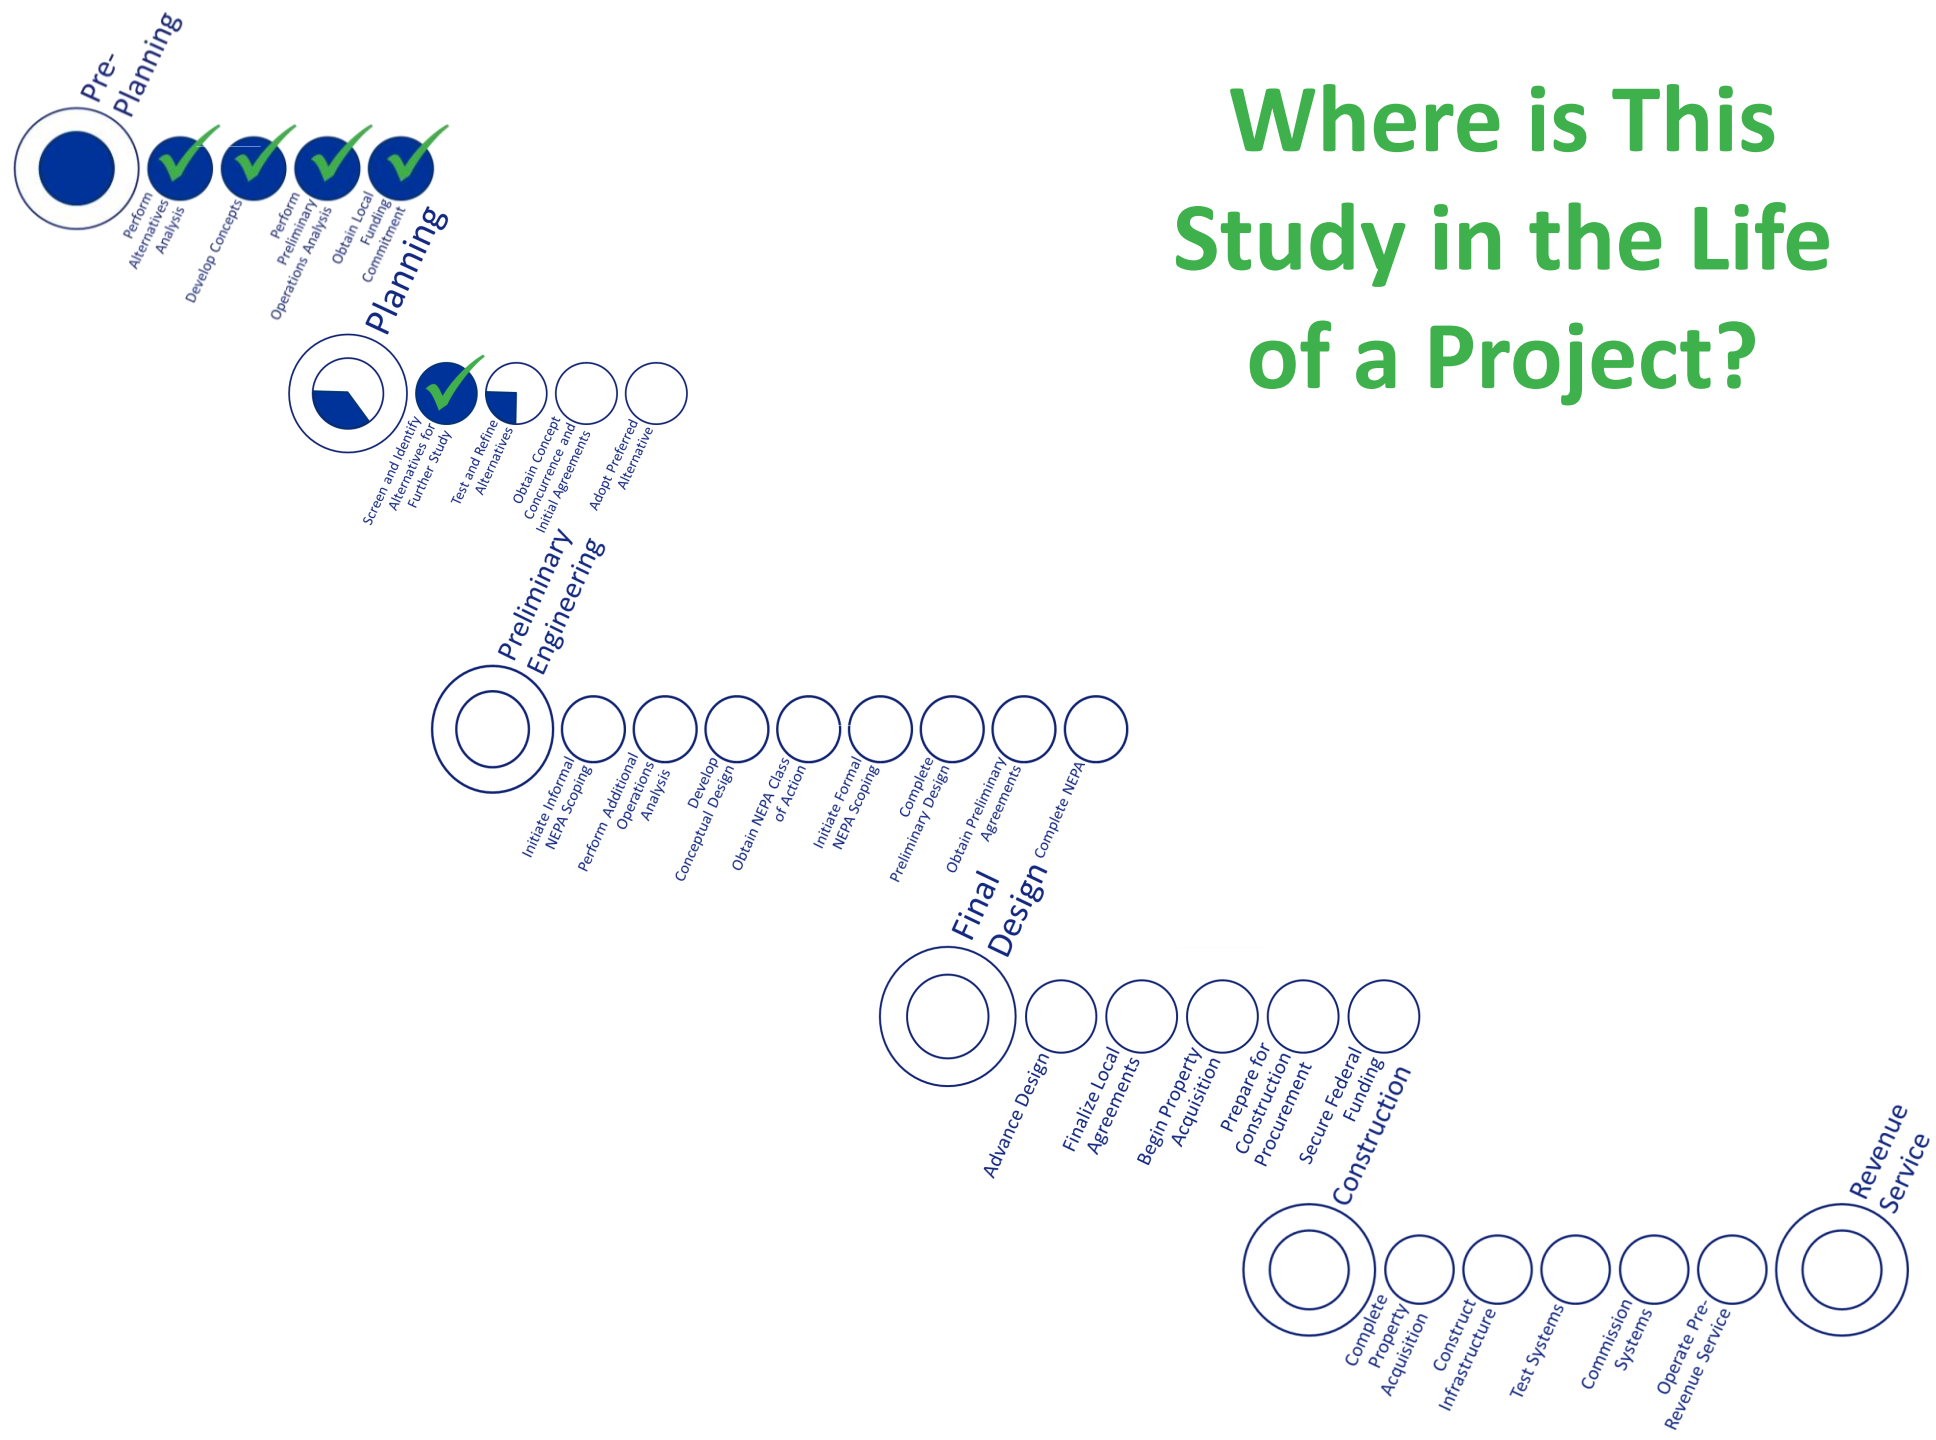 Where is This
Study in the Life
of a Project?
Pre-
Planning
Perform
Alternatives
Analysis
Develop Concepts
Perform
Preliminary
Operations Analysis
Obtain Local
Funding
Commitment
Planning
Screen and Identify
Alternatives for
Further Study
Test and Refine
Alternatives
Obtain Concept
Concurrence and
Initial Agreements
Adopt Preferred
Alternative
Preliminary
Engineering
Initiate Informal
NEPA Scoping
Perform Additional
Operations
Analysis
Develop
Conceptual Design
Obtain NEPA Class
of Action
Initiate Formal
NEPA Scoping
Complete
Preliminary Design
Obtain Preliminary
Agreements
Complete NEPA
Final
Design
Advance Design
Finalize Local
Agreements
Begin Property
Acquisition
Prepare for
Construction
Procurement
Secure Federal
Funding
Construction
Complete
Property
Acquisition
Construct
Infrastructure
Test Systems
Commission
Systems
Operate Pre-
Revenue Service
Revenue
Service